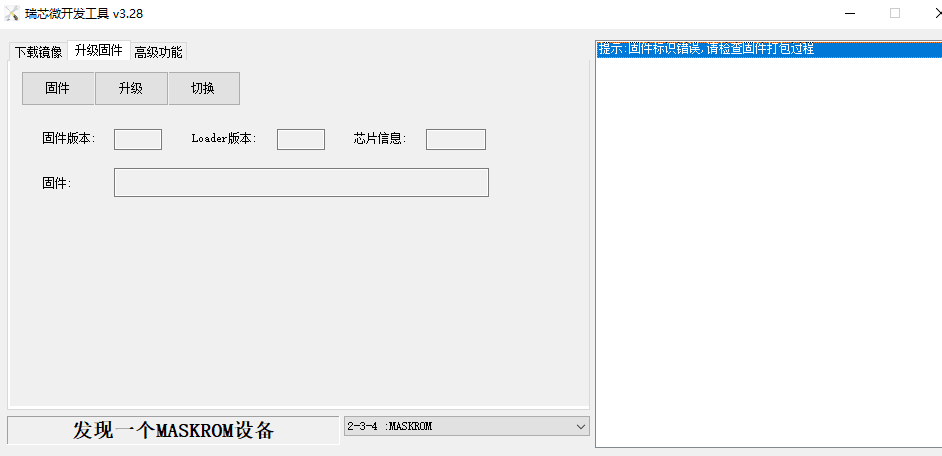 瑞芯微开发工具 v3.28
下载镜像 升级固件 高级功能
固件 升级 切换
固件版本: Loader版本: 芯片信息:
固件:
发现一个MASKROM设备
2-3-4 :MASKROM
提示:固件标识错误,请检查固件打包过程